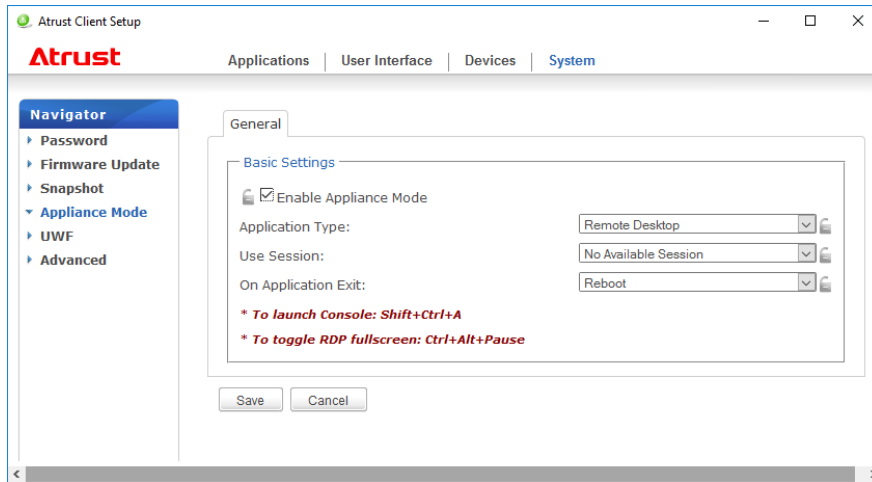 Atrust Client Setup
Atrust
Applications | User Interface | Devices | System
Navigator
Password
Firmware Update
Snapshot
Appliance Mode
UWF
Advanced
General
Basic Settings
Enable Appliance Mode
Application Type: Remote Desktop
Use Session: No Available Session
On Application Exit: Reboot
* To launch Console: Shift+Ctrl+A
* To toggle RDP fullscreen: Ctrl+Alt+Pause
Save Cancel